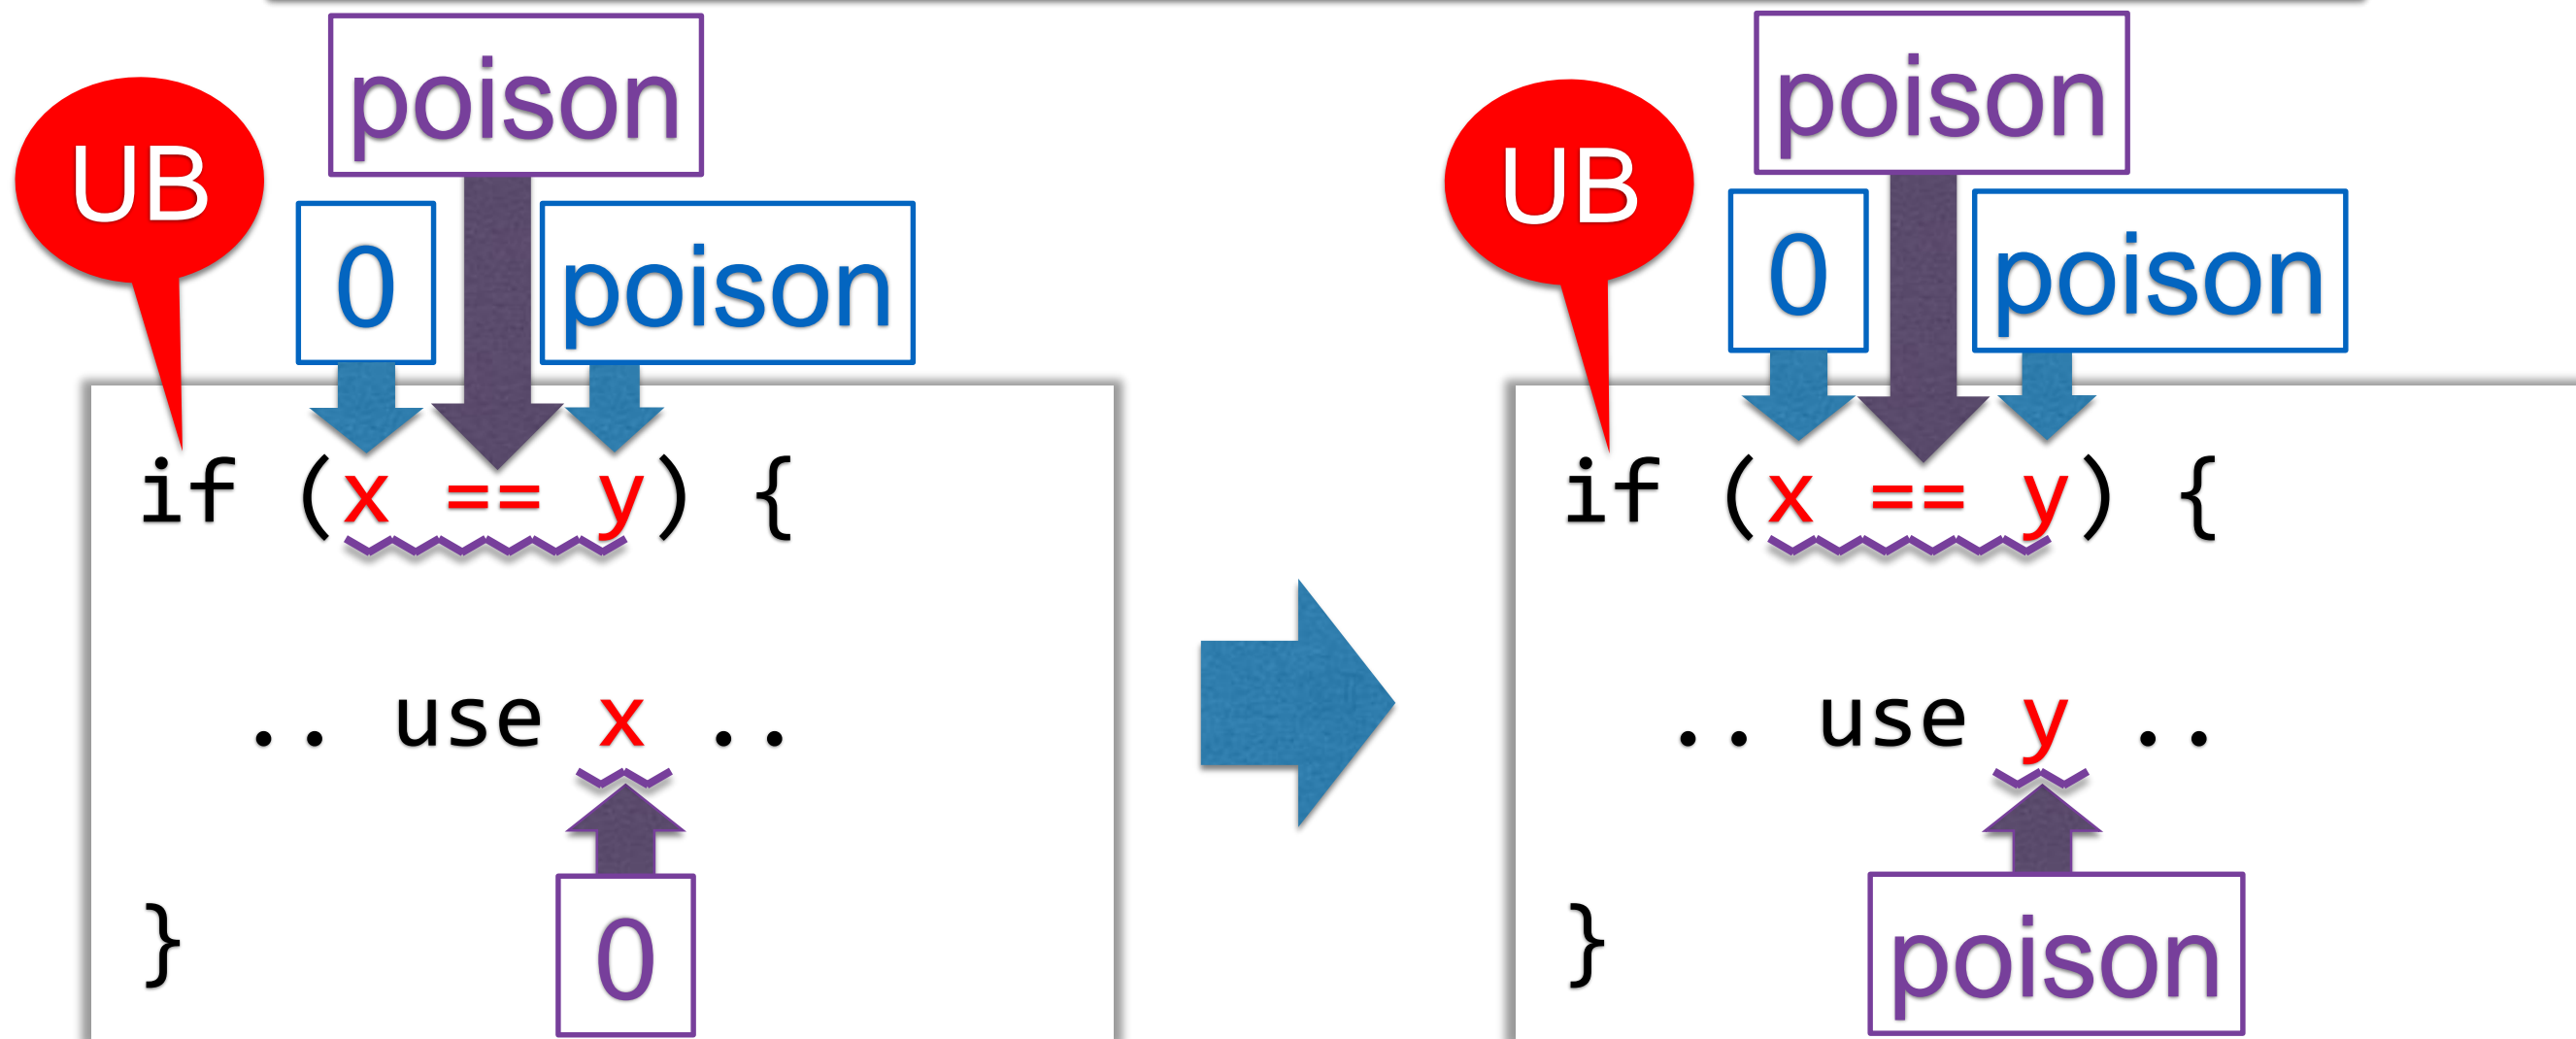 poison
UB
0
poison
if (x == y) {
.. use x ..
}
0
poison
UB
0
poison
if (x == y) {
.. use y ..
}
poison